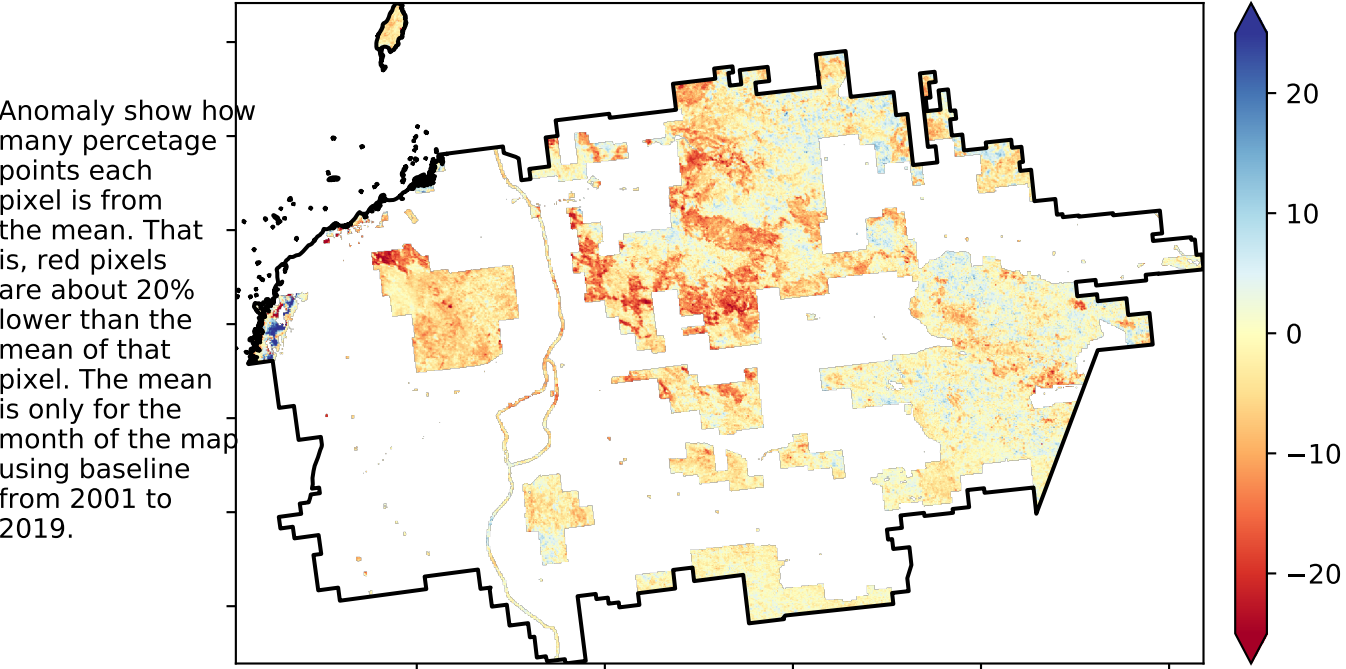 Anomaly show how
many percetage
points each
pixel is from
the mean. That
is, red pixels
are about 20%
lower than the
mean of that
pixel. The mean
is only for the
month of the map
using baseline
from 2001 to
2019.
20
10
0
−10
−20